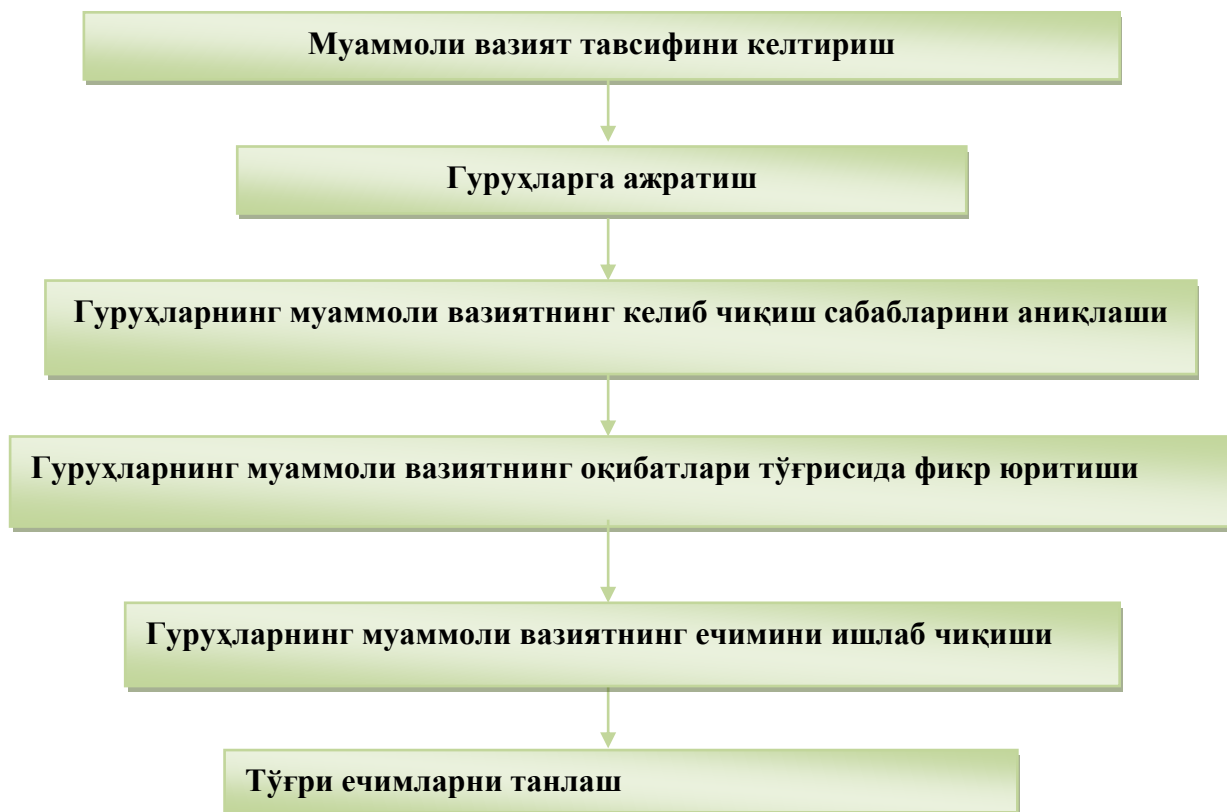 Муаммоли вазият тавсифини келтириш
Гуруҳларга ажратиш
Гуруҳларнинг муаммоли вазиятнинг келиб чиқиш сабабларини аниқлаши
Гуруҳларнинг муаммоли вазиятнинг оқибатлари тўғрисида фикр юритиши
Гуруҳларнинг муаммоли вазиятнинг ечимини ишлаб чиқиши
Тўғри ечимларни танлаш